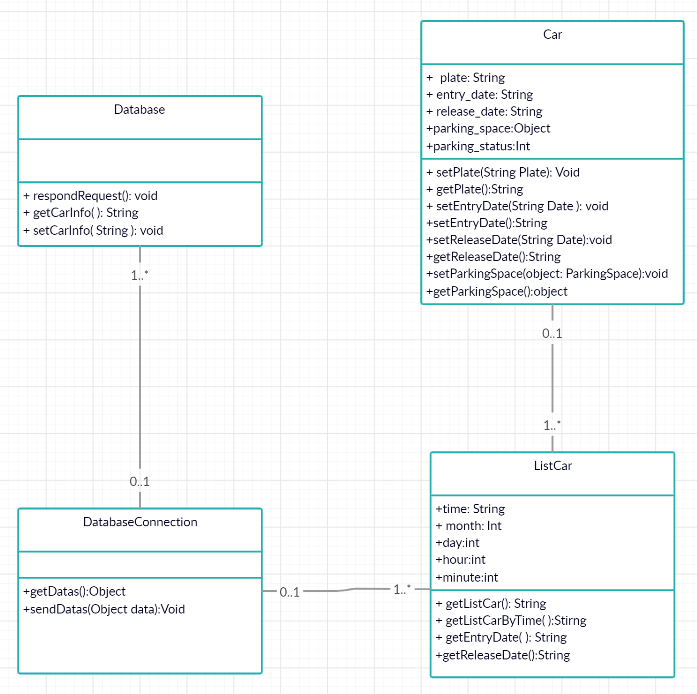 Car
+  plate: String
+ entry_date: String
+ release_date: String
+parking_space:Object
+parking_status:Int
+ setPlate(String Plate): Void
+ getPlate():String
+ setEntryDate(String Date ): void
+setEntryDate():String
+setReleaseDate(String Date):void
+getReleaseDate():String
+setParkingSpace(object: ParkingSpace):void
+getParkingSpace():object
Database
+ respondRequest(): void
+ getCarInfo( ): String
+ setCarInfo( String ): void
1..*
0..1
0..1
1..*
DatabaseConnection
+getDatas():Object
+sendDatas(Object data):Void
0..1
1..*
ListCar
+time: String
+ month: Int
+day:int
+hour:int
+minute:int
+ getListCar(): String
+ getListCarByTime( ):Stirng
+ getEntryDate( ): String
+getReleaseDate():String